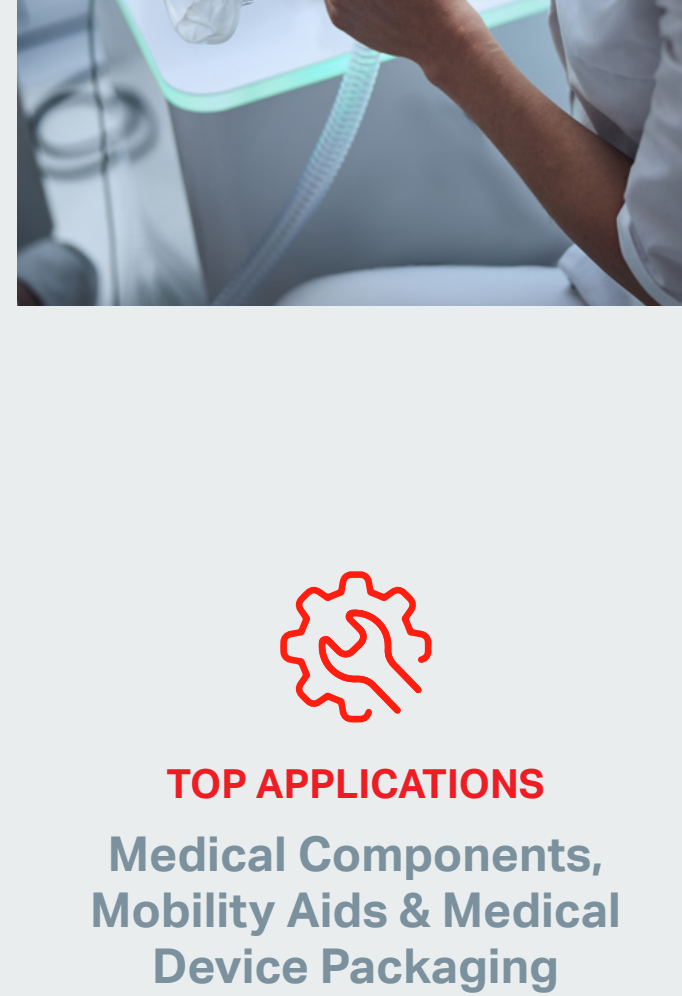 TOP APPLICATIONS
Medical Components,
Mobility Aids & Medical
Device Packaging